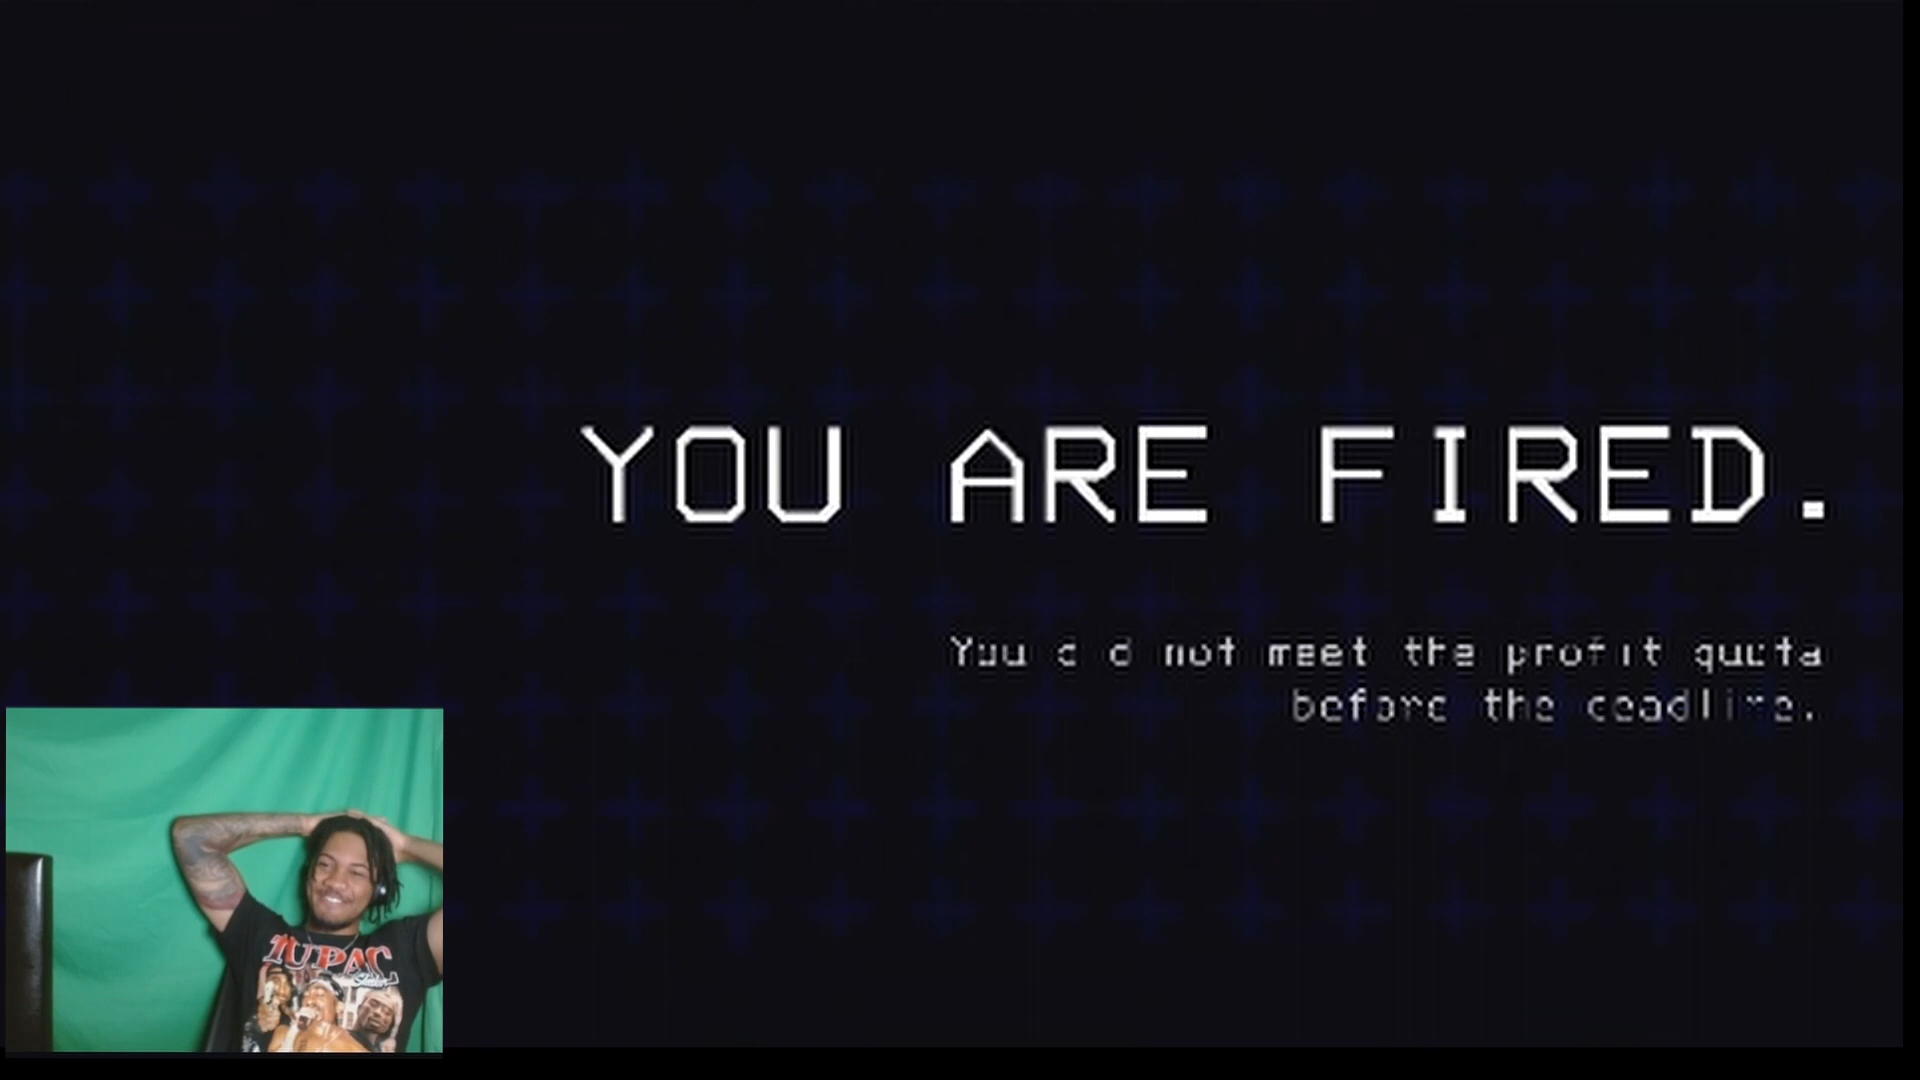 YOU ARE FIRED.
You did not meet the profit quota
before the deadline.
TUPAC